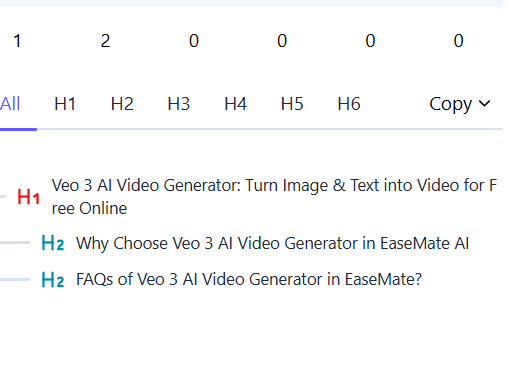 1 2 0 0 0 0
All H1 H2 H3 H4 H5 H6 Copy
H1 Veo 3 AI Video Generator: Turn Image & Text into Video for F
ree Online
H2 Why Choose Veo 3 AI Video Generator in EaseMate AI
H2 FAQs of Veo 3 AI Video Generator in EaseMate?